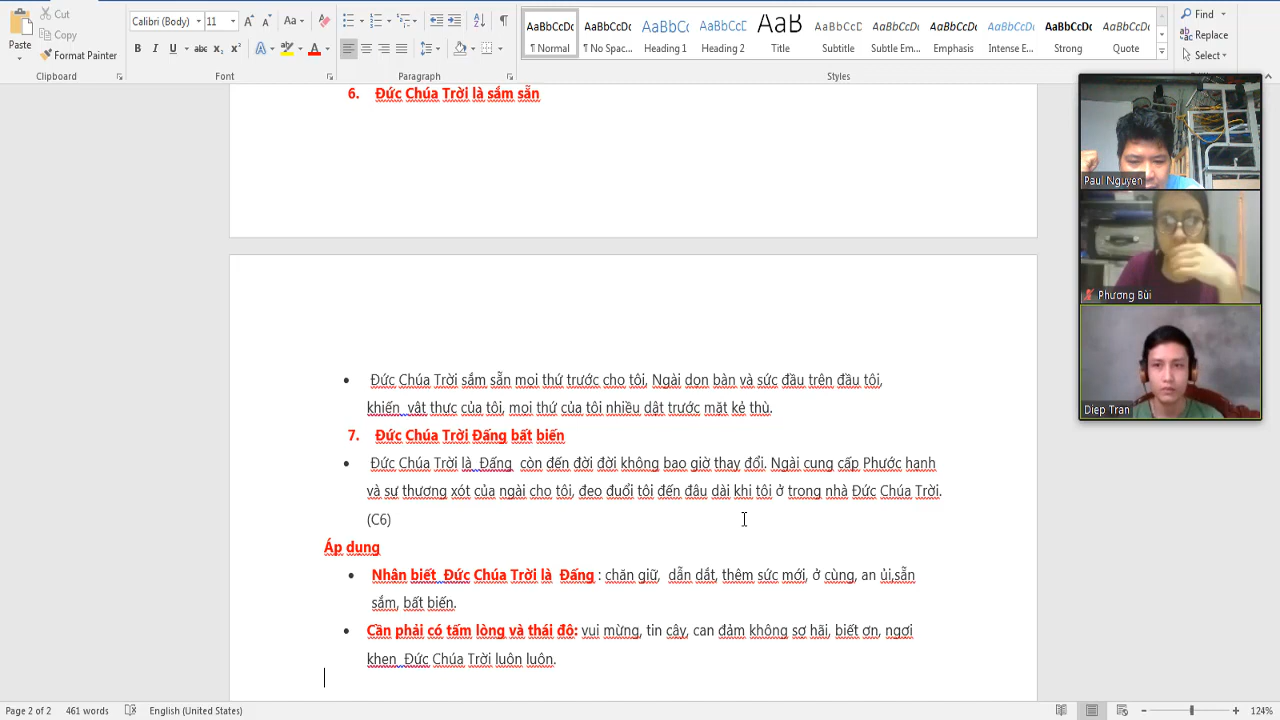 Cut
Copy
Format Painter
Paste
Clipboard
Calibri (Body)
11
Font
Paragraph
AaBbCcDc
¶ Normal
AaBbCcDc
¶ No Spac...
AaBbCc
Heading 1
AaBbCcD
Heading 2
AaB
Title
AaBbCcD
Subtitle
AaBbCcDc
Subtle Em...
AaBbCcDc
Emphasis
AaBbCcDc
Intense E...
AaBbCcDc
Strong
AaBbCcDc
Quote
Styles
Find
Replace
Select
Paul Nguyen
Phương Bùi
Diep Tran
6. Đức Chúa Trời là sắm sẵn
• Đức Chúa Trời sắm sẵn mọi thứ trước cho tôi, Ngài dọn bàn và sức đầu trên đầu tôi,
khiến vật thực của tôi, mọi thứ của tôi nhiều dật trước mặt kẻ thù.
7. Đức Chúa Trời Đấng bất biến
• Đức Chúa Trời là Đấng còn đến đời đời không bao giờ thay đổi. Ngài cung cấp Phước hạnh
và sự thương xót của ngài cho tôi, đeo đuổi tôi đến đâu dài khi tôi ở trong nhà Đức Chúa Trời.
(C6)
Áp dụng
• Nhận biết Đức Chúa Trời là Đấng : chăn giữ, dẫn dắt, thêm sức mới, ở cùng, an ủi,sẵn
sắm, bất biến.
• Cần phải có tấm lòng và thái độ: vui mừng, tin cậy, can đảm không sợ hãi, biết ơn, ngợi
khen Đức Chúa Trời luôn luôn.
Page 2 of 2 461 words English (United States) 124%